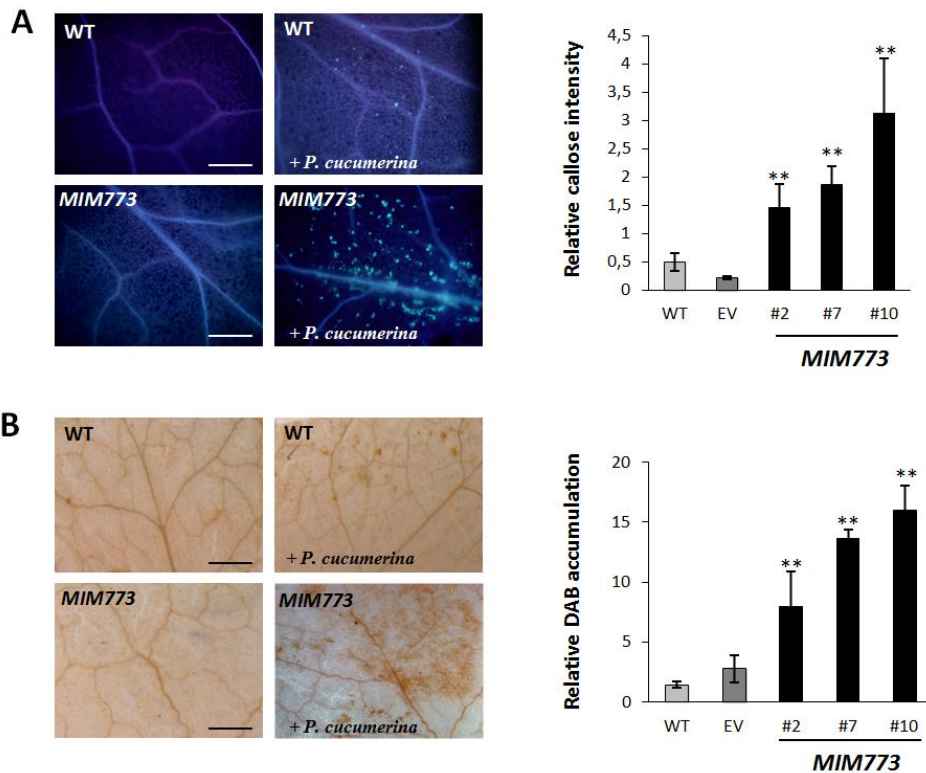 A
WT
WT
+ P. cucumerina
MIM773
MIM773
+ P. cucumerina
Relative callose intensity
4,5
4
3,5
3
2,5
2
1,5
1
0,5
0
**
**
**
WT EV #2 #7 #10
MIM773
B
WT
WT
+ P. cucumerina
MIM773
MIM773
+ P. cucumerina
Relative DAB accumulation
20
15
10
5
0
**
**
**
WT EV #2 #7 #10
MIM773